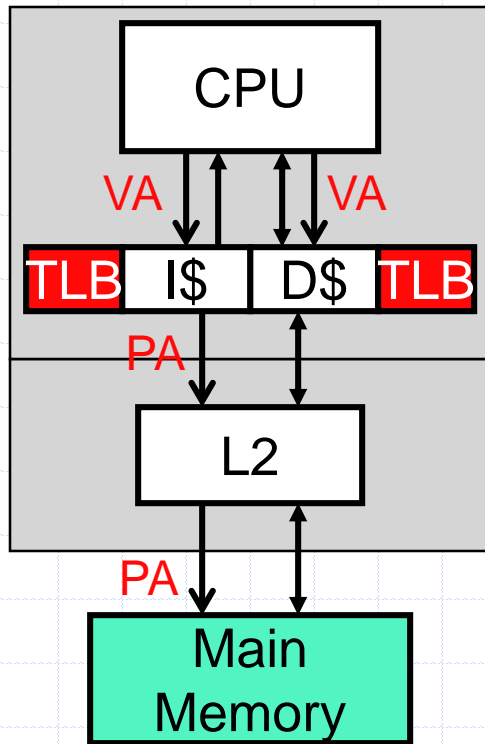 CPU
VA VA
TLB I$ D$ TLB
PA
L2
PA
Main
Memory